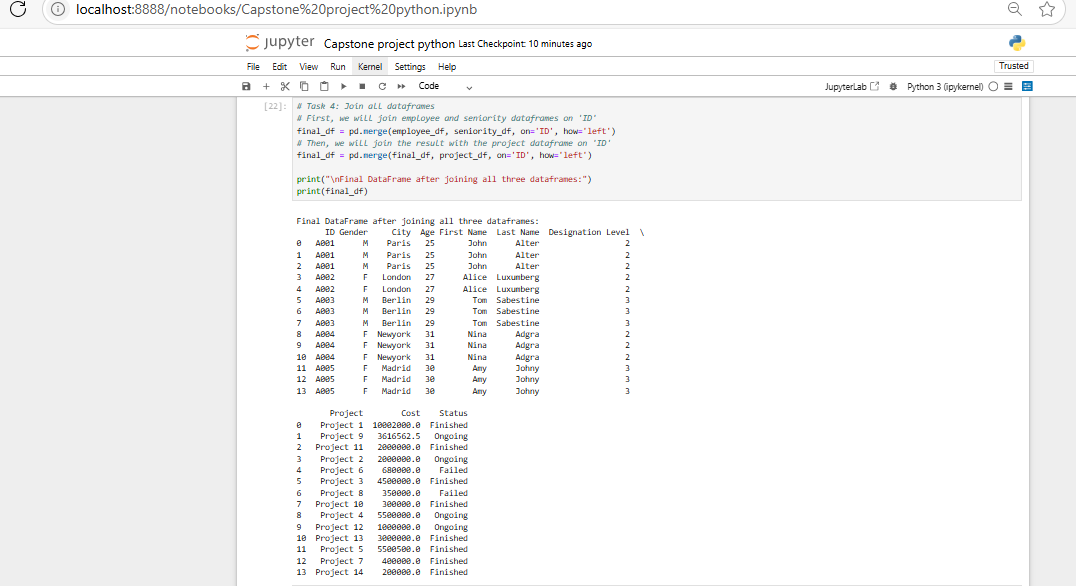 localhost:8888/notebooks/Capstone%20project%20python.ipynb
jupyter Capstone project python Last Checkpoint: 10 minutes ago
File Edit View Run Kernel Settings Help Trusted
Code JupyterLab Python 3 (ipykernel)
[22]: # Task 4: Join all dataframes
# First, we will join employee and seniority dataframes on 'ID'
final_df = pd.merge(employee_df, seniority_df, on='ID', how='left')
# Then, we will join the result with the project dataframe on 'ID'
final_df = pd.merge(final_df, project_df, on='ID', how='left')
print("\nFinal DataFrame after joining all three dataframes:")
print(final_df)
Final DataFrame after joining all three dataframes:
ID Gender City Age First Name Last Name Designation Level \
0 A001 M Paris 25 John Alter 2
1 A001 M Paris 25 John Alter 2
2 A001 M Paris 25 John Alter 2
3 A002 F London 27 Alice Luxumberg 2
4 A002 F London 27 Alice Luxumberg 2
5 A003 M Berlin 29 Tom Sabestine 3
6 A003 M Berlin 29 Tom Sabestine 3
7 A003 M Berlin 29 Tom Sabestine 3
8 A004 F Newyork 31 Nina Adgra 2
9 A004 F Newyork 31 Nina Adgra 2
10 A004 F Newyork 31 Nina Adgra 2
11 A005 F Madrid 30 Amy Johny 3
12 A005 F Madrid 30 Amy Johny 3
13 A005 F Madrid 30 Amy Johny 3
Project Cost Status
0 Project 1 10002000.0 Finished
1 Project 9 3616562.5 Ongoing
2 Project 11 2000000.0 Finished
3 Project 2 2000000.0 Ongoing
4 Project 6 680000.0 Failed
5 Project 3 4500000.0 Finished
6 Project 8 350000.0 Failed
7 Project 10 300000.0 Finished
8 Project 4 5500000.0 Ongoing
9 Project 12 1000000.0 Ongoing
10 Project 13 3000000.0 Finished
11 Project 5 5500500.0 Finished
12 Project 7 400000.0 Finished
13 Project 14 200000.0 Finished